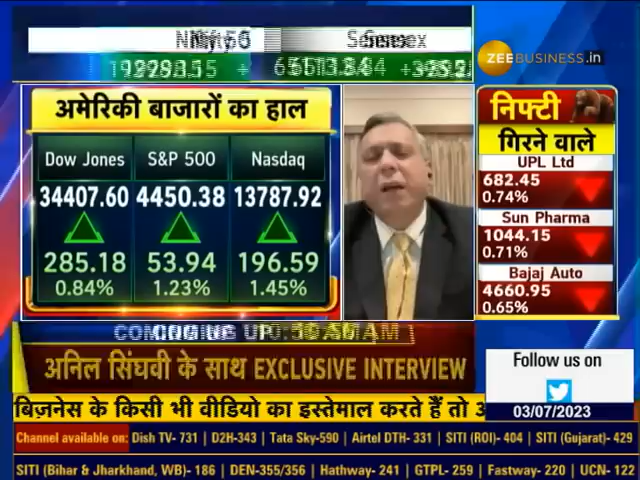 ZEEBUSINESS.in
अमेरिकी बाजारों का हाल
Dow Jones S&P 500 Nasdaq
34407.60 4450.38 13787.92
285.18 53.94 196.59
0.84% 1.23% 1.45%
निफ्टी
गिरने वाले
UPL Ltd
682.45
0.74%
Sun Pharma
1044.15
0.71%
Bajaj Auto
4660.95
0.65%
अनिल सिंघवी के साथ EXCLUSIVE INTERVIEW
Follow us on
03/07/2023
बिज़नेस के किसी भी वीडियो का इस्तेमाल करते हैं तो
Channel available on: Dish TV- 731 | D2H-343 | Tata Sky-590 | Airtel DTH- 331 | SITI (ROI)- 404 | SITI (Gujarat)- 429
SITI (Bihar & Jharkhand, WB)- 186 | DEN-355/356 | Hathway- 241 | GTPL- 259 | Fastway- 220 | UCN- 122